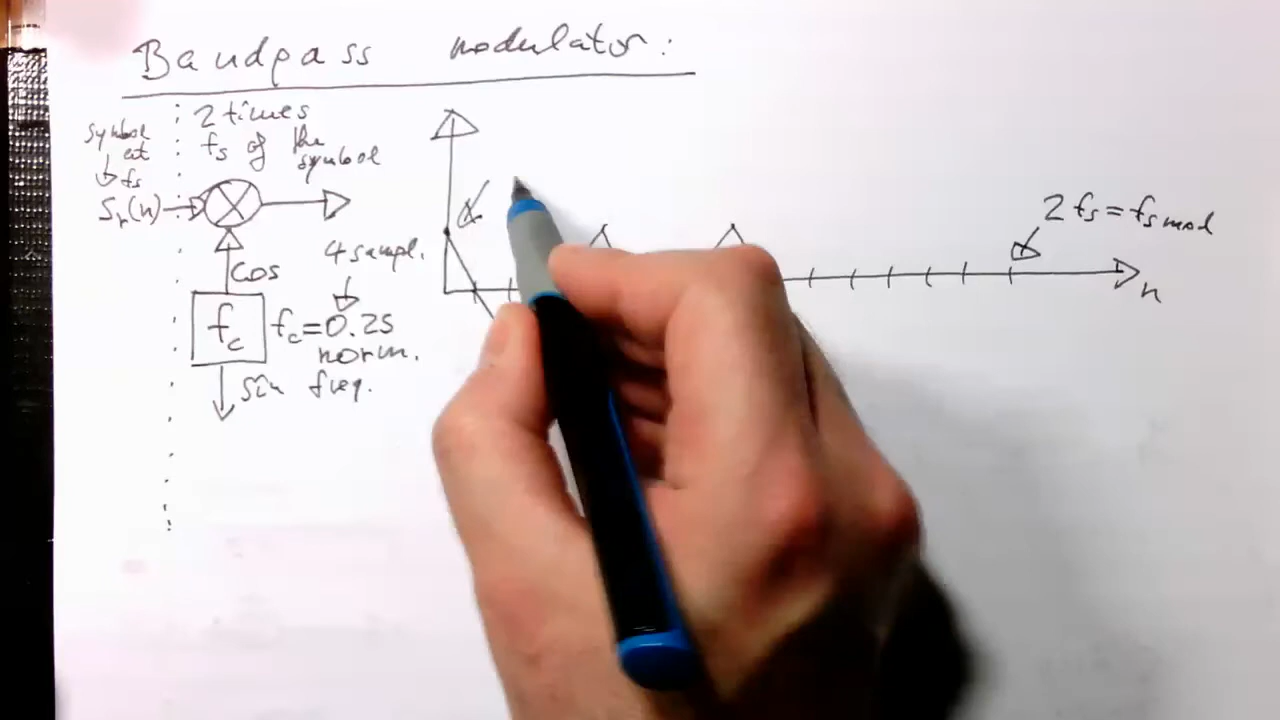 Bandpass modulator:
symbol
at
fs
2 times
fs of the
symbol
Sr(n)
cos
fc
sin
4 sampl.
fc=0.25
norm.
freq.
2 fs = fs mod
n